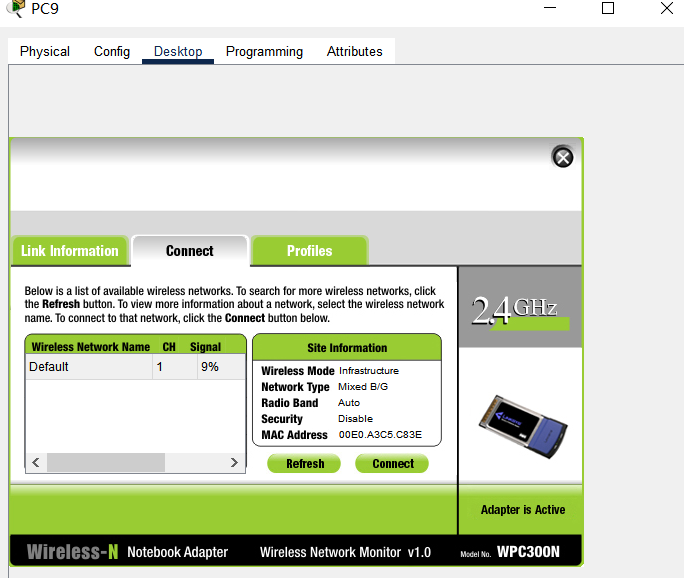 PC9
Physical Config Desktop Programming Attributes
Link Information Connect Profiles
Below is a list of available wireless networks. To search for more wireless networks, click
the Refresh button. To view more information about a network, select the wireless network
name. To connect to that network, click the Connect button below.
2.4GHz
Wireless Network Name CH Signal
Default 1 9%
Site Information
Wireless Mode Infrastructure
Network Type Mixed B/G
Radio Band Auto
Security Disable
MAC Address 00E0.A3C5.C83E
Refresh Connect
Adapter is Active
Wireless-N Notebook Adapter Wireless Network Monitor v1.0 Model No. WPC300N